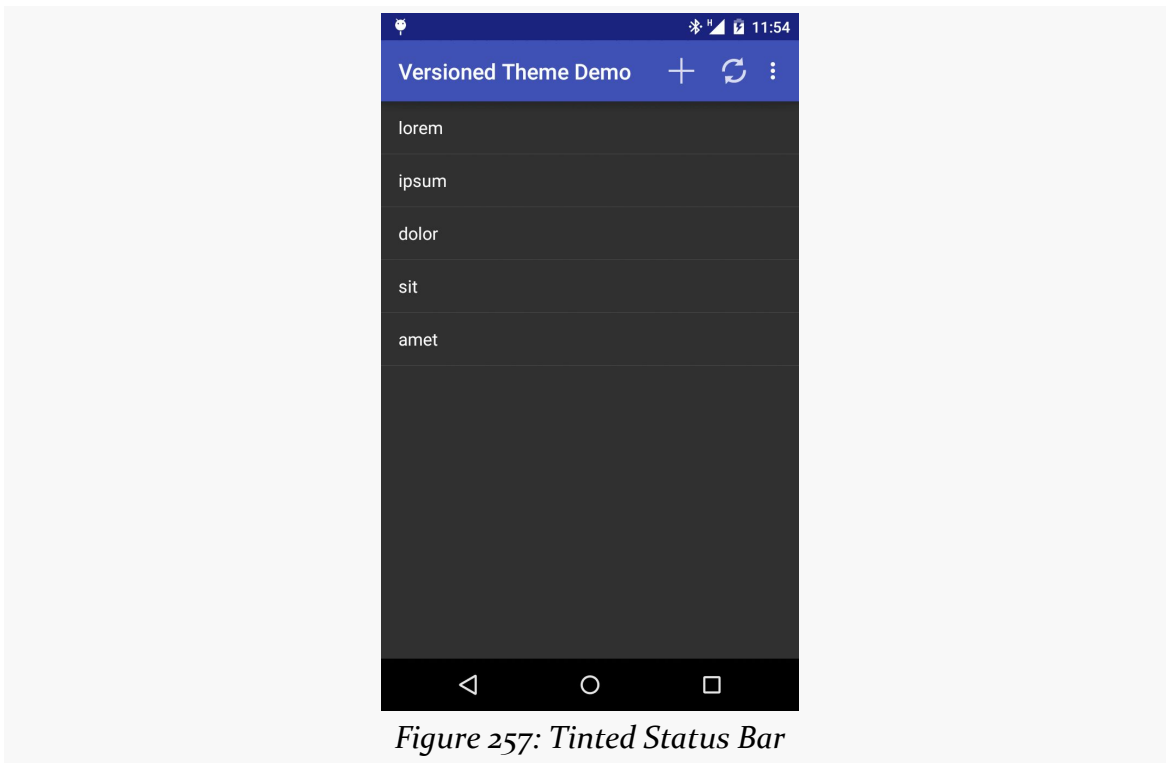 H 11:54
Versioned Theme Demo
lorem
ipsum
dolor
sit
amet
Figure 257: Tinted Status Bar